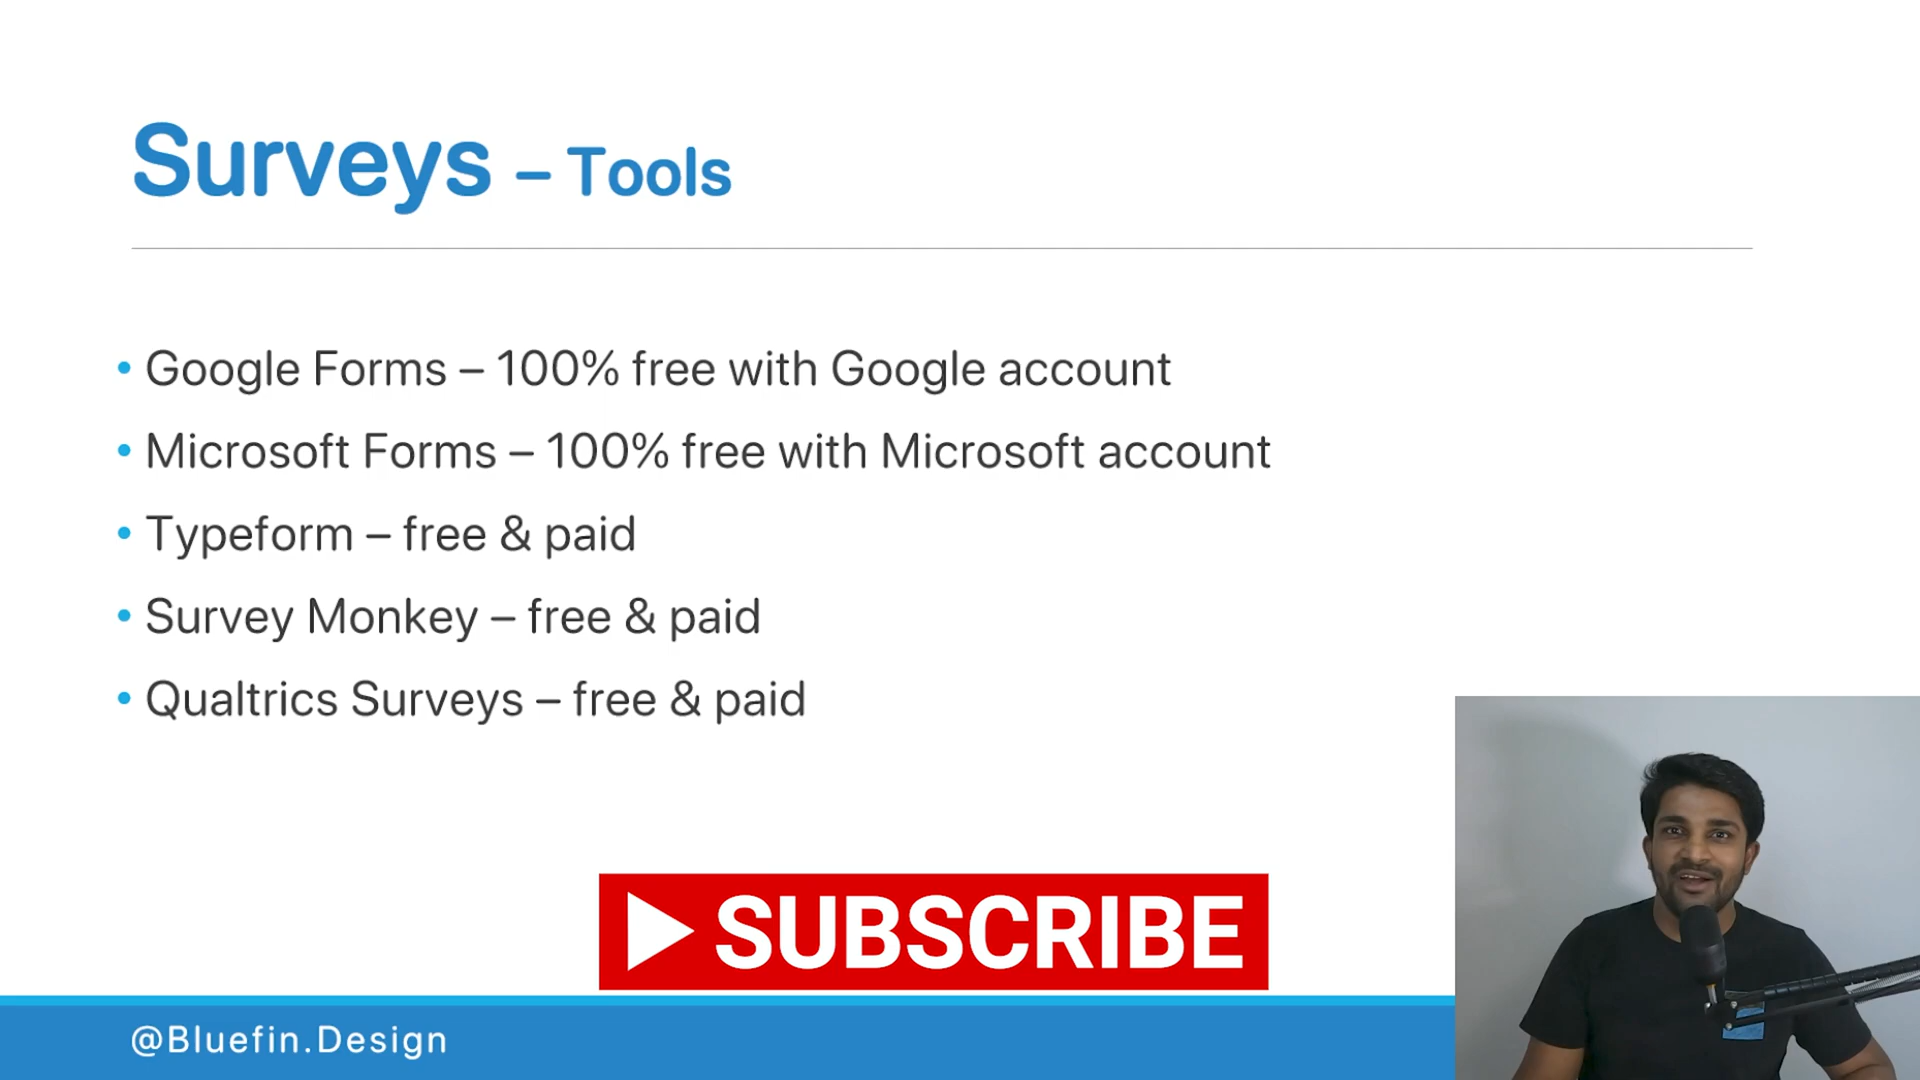 Surveys – Tools
• Google Forms – 100% free with Google account
• Microsoft Forms – 100% free with Microsoft account
• Typeform – free & paid
• Survey Monkey – free & paid
• Qualtrics Surveys – free & paid
SUBSCRIBE
@Bluefin.Design